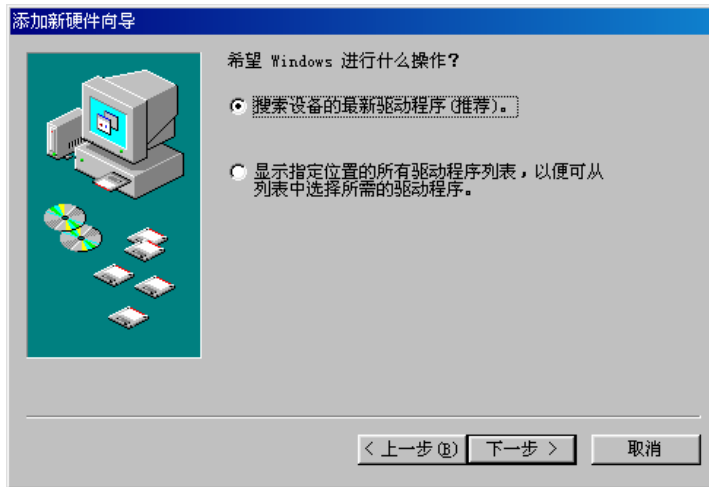 添加新硬件向导
希望 Windows 进行什么操作?
搜索设备的最新驱动程序(推荐)。
显示指定位置的所有驱动程序列表，以便可从
列表中选择所需的驱动程序。
< 上一步(B) 下一步 > 取消